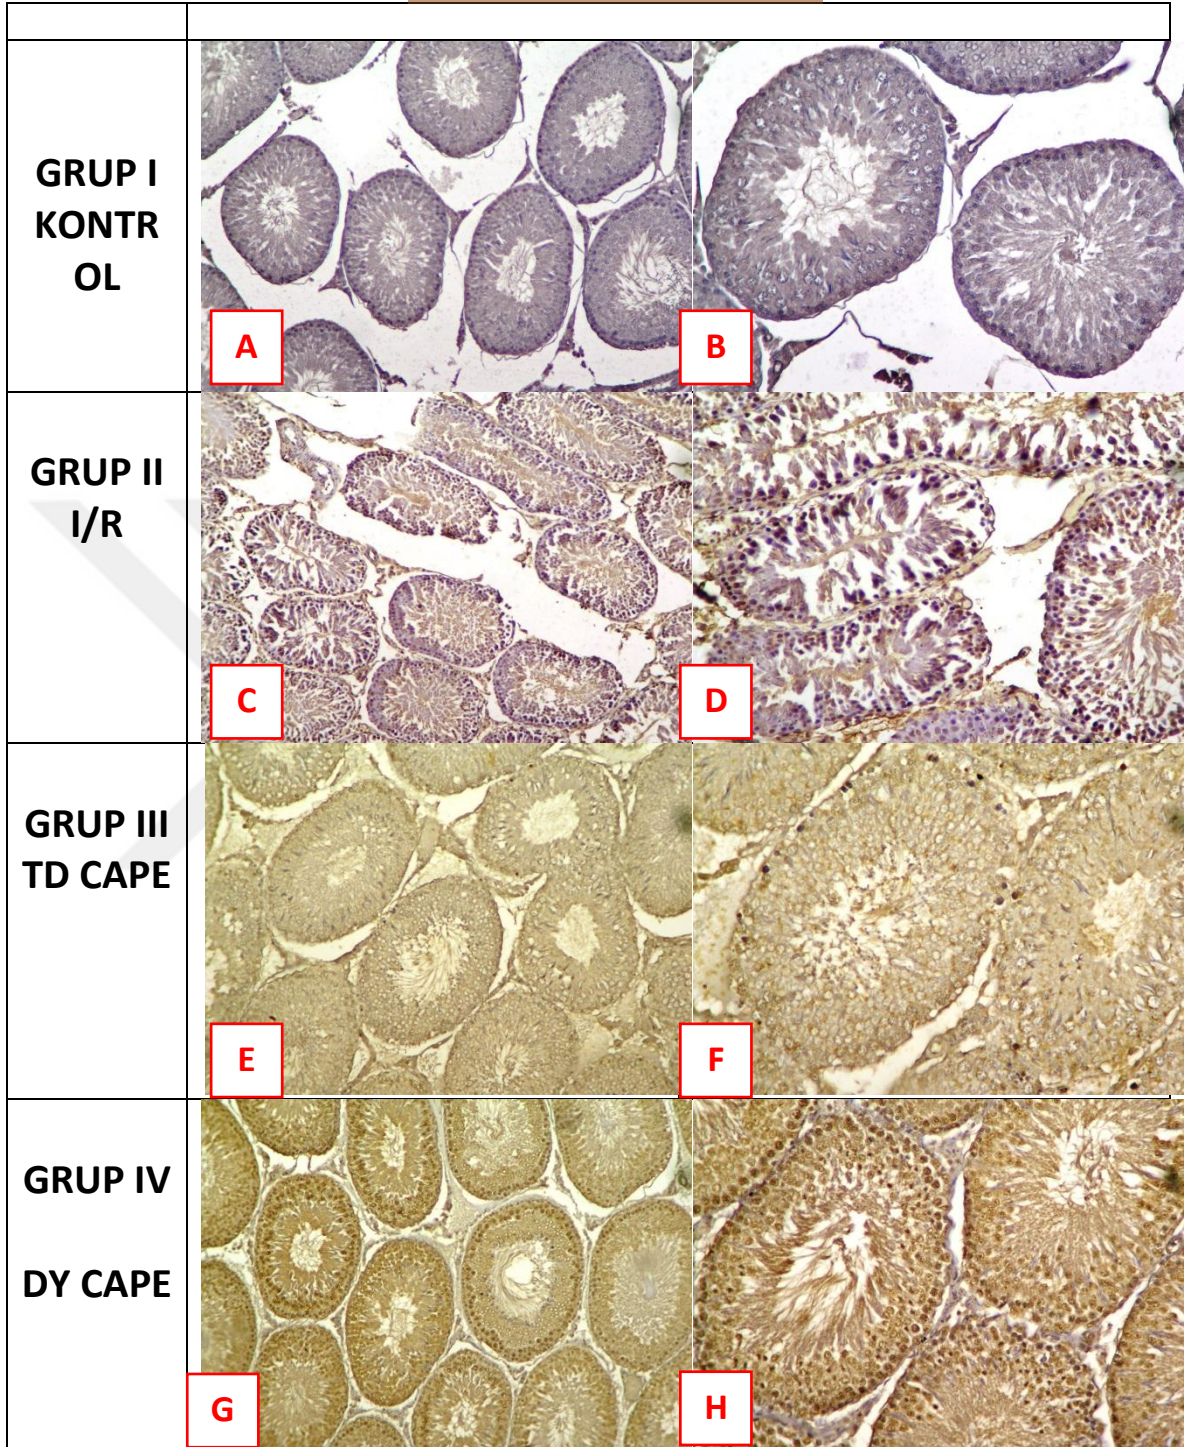 GRUP I
KONTR
OL
A
B
GRUP II
I/R
C
D
GRUP III
TD CAPE
E
F
GRUP IV
DY CAPE
G
H